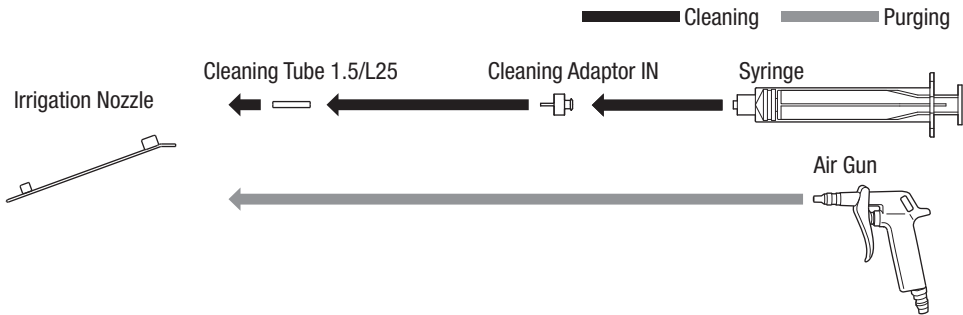 Cleaning
Purging
Cleaning Tube 1.5/L25
Cleaning Adaptor IN
Syringe
Irrigation Nozzle
Air Gun